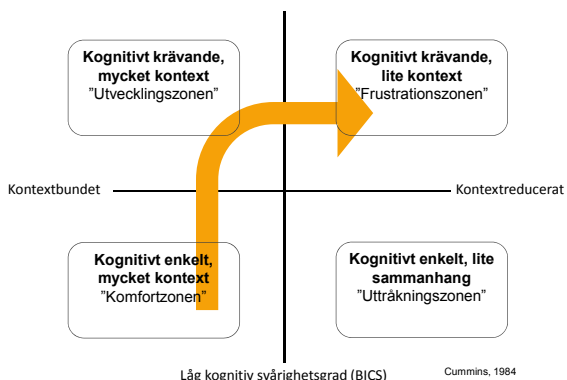 Kognitivt krävande,
mycket kontext
"Utvecklingszonen"
Kognitivt krävande,
lite kontext
"Frustrationszonen"
Kontextbundet
Kontextreducerat
Kognitivt enkelt,
mycket kontext
"Komfortzonen"
Kognitivt enkelt, lite
sammanhang
"Uttråkningszonen"
Låg kognitiv svårighetsgrad (BICS)
Cummins, 1984